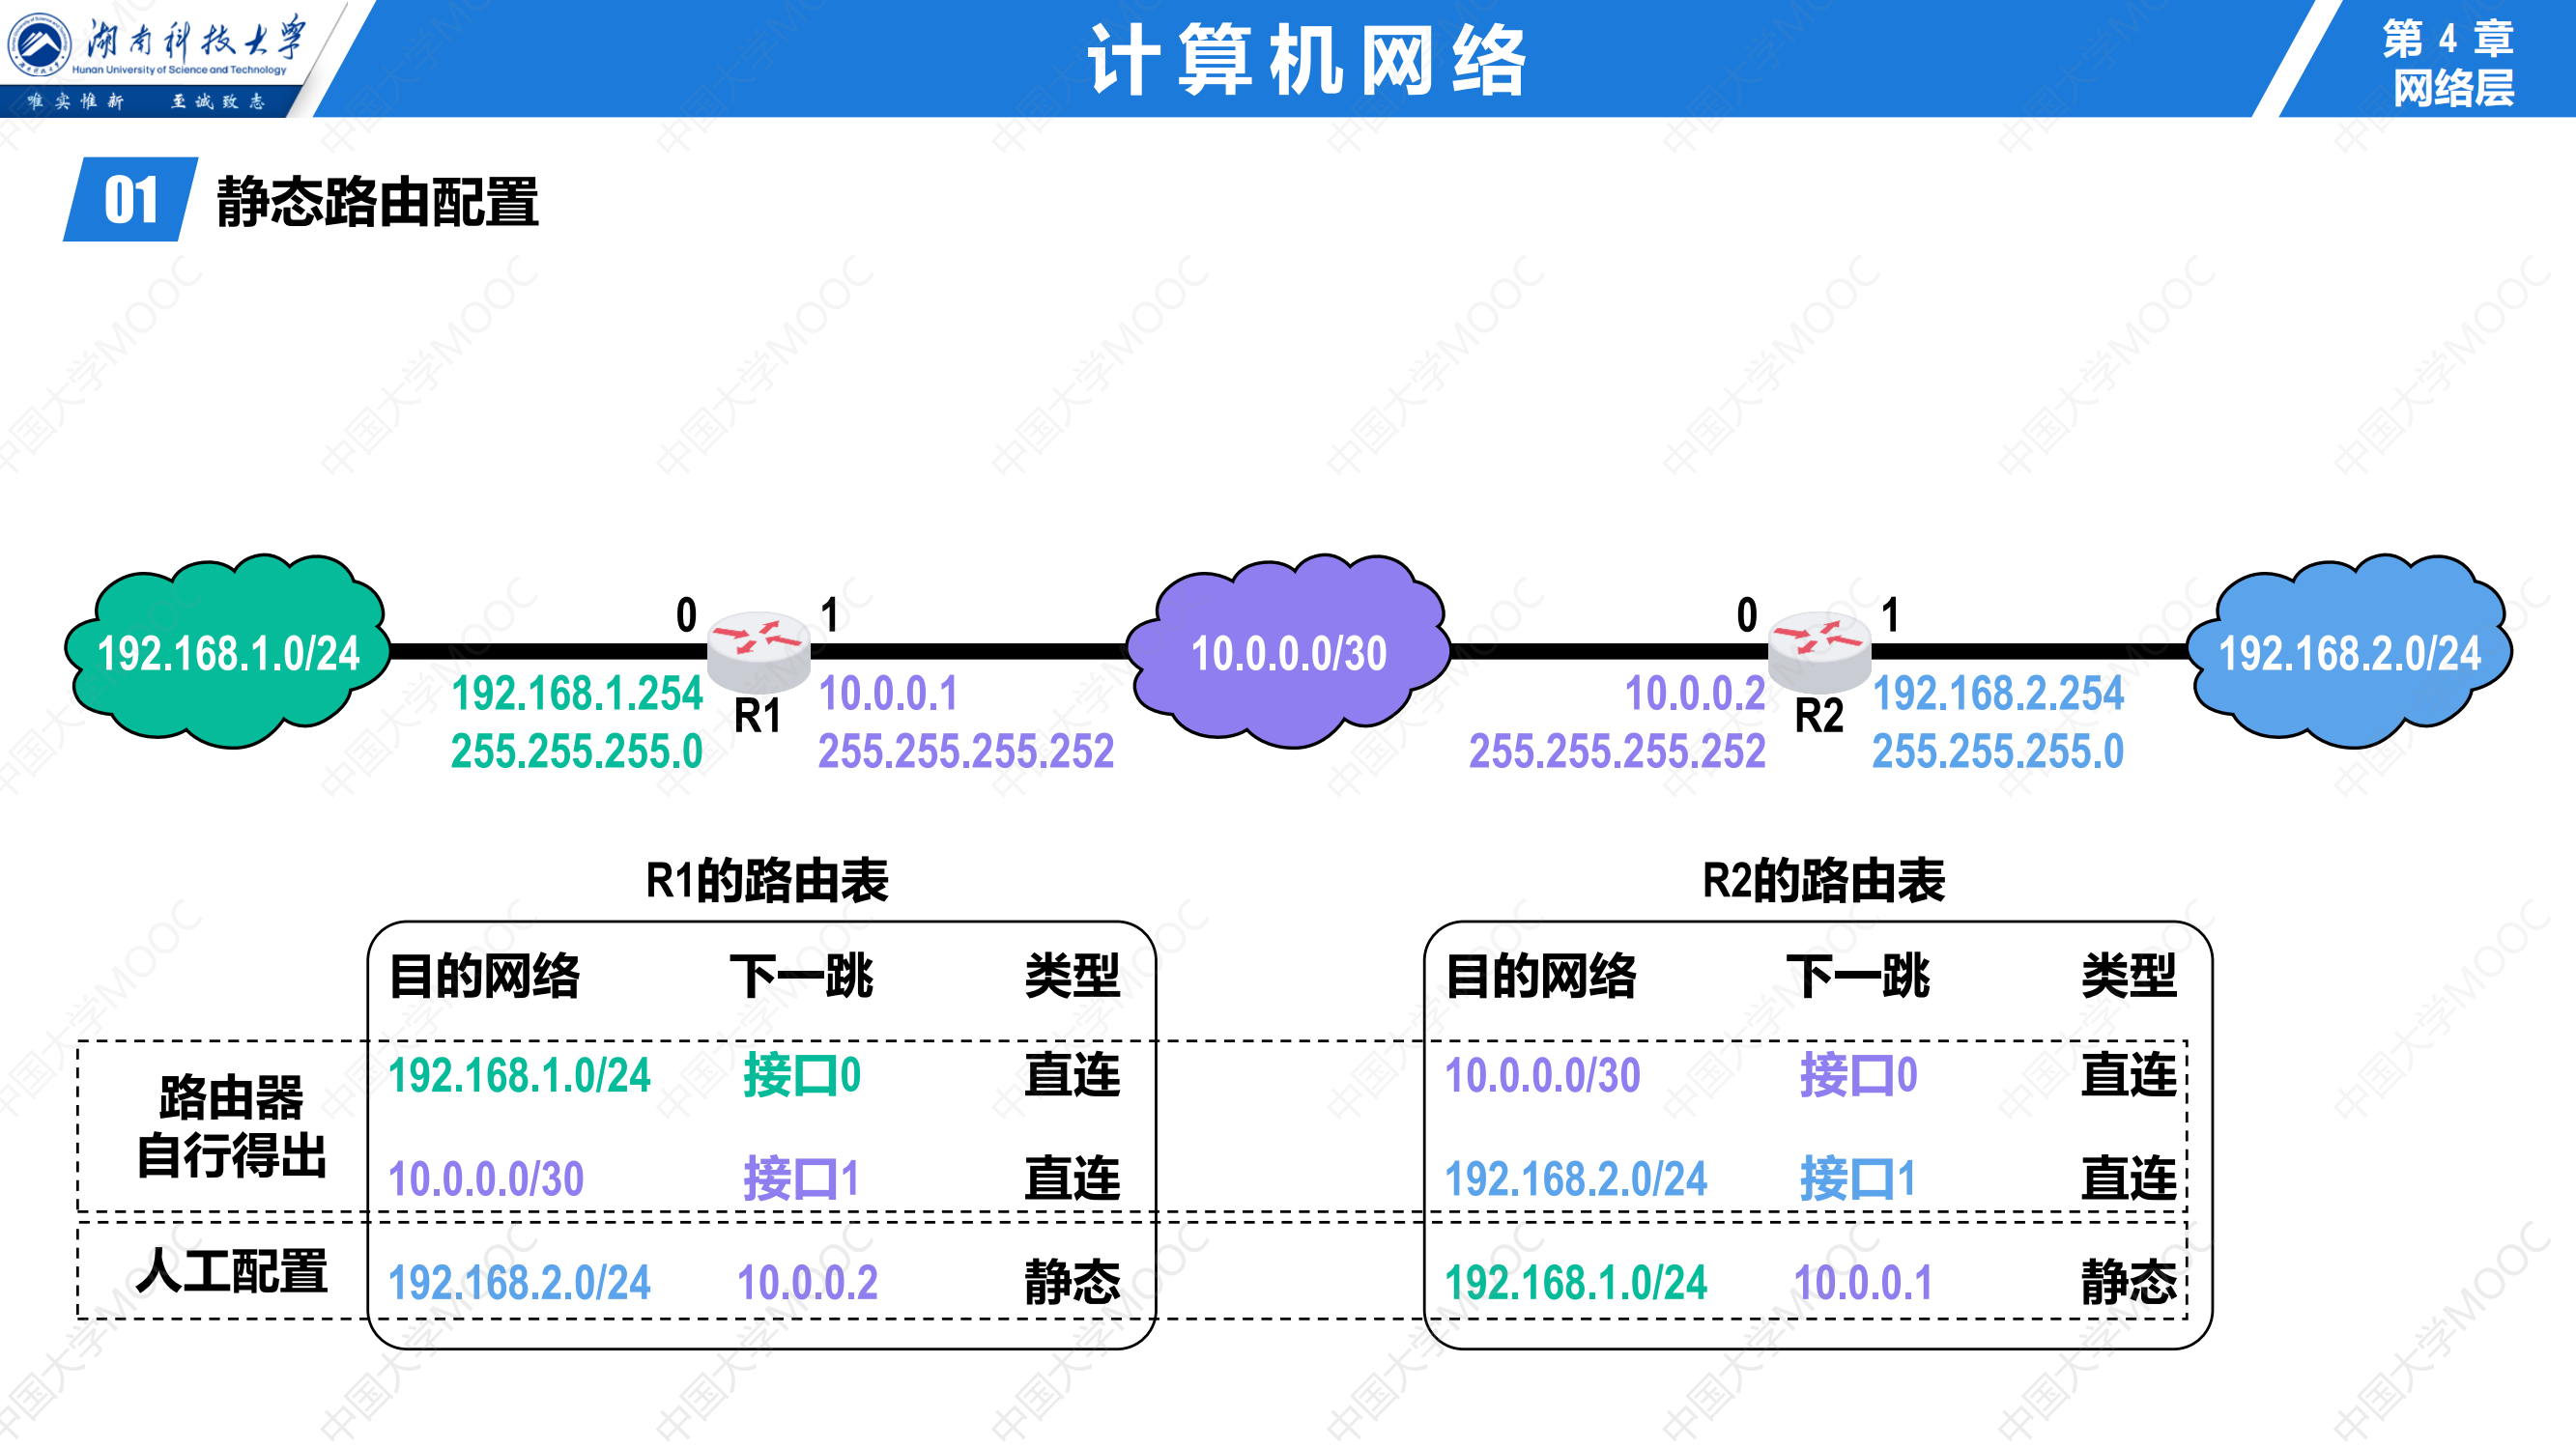 湖南科技大学
Hunan University of Science and Technology
唯实惟新 至诚致志
计算机网络
第 4 章
网络层
01 静态路由配置
192.168.1.0/24
0
1
10.0.0.0/30
0
1
192.168.2.0/24
192.168.1.254
255.255.255.0
R1
10.0.0.1
255.255.255.252
10.0.0.2
255.255.255.252
R2
192.168.2.254
255.255.255.0
R1的路由表
目的网络 下一跳 类型
192.168.1.0/24 接口0 直连
10.0.0.0/30 接口1 直连
192.168.2.0/24 10.0.0.2 静态
R2的路由表
目的网络 下一跳 类型
10.0.0.0/30 接口0 直连
192.168.2.0/24 接口1 直连
192.168.1.0/24 10.0.0.1 静态
路由器
自行得出
人工配置
中国大学MOOC